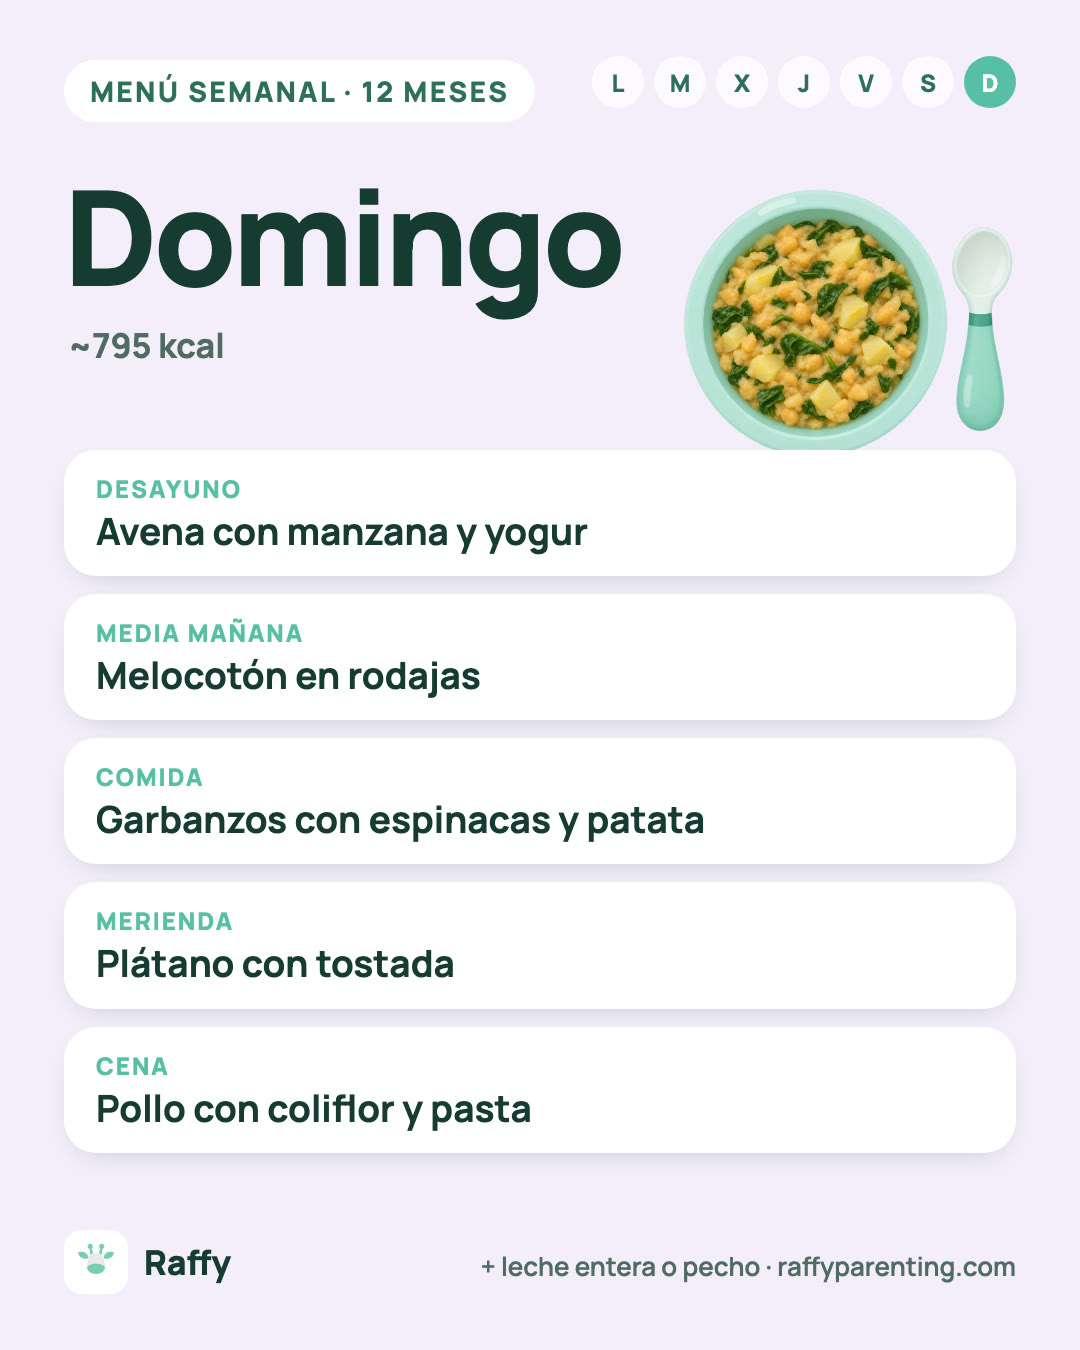 MENÚ SEMANAL · 12 MESES
L M X J V S D
Domingo
~795 kcal
DESAYUNO
Avena con manzana y yogur
MEDIA MAÑANA
Melocotón en rodajas
COMIDA
Garbanzos con espinacas y patata
MERIENDA
Plátano con tostada
CENA
Pollo con coliflor y pasta
Raffy
+ leche entera o pecho · raffyparenting.com